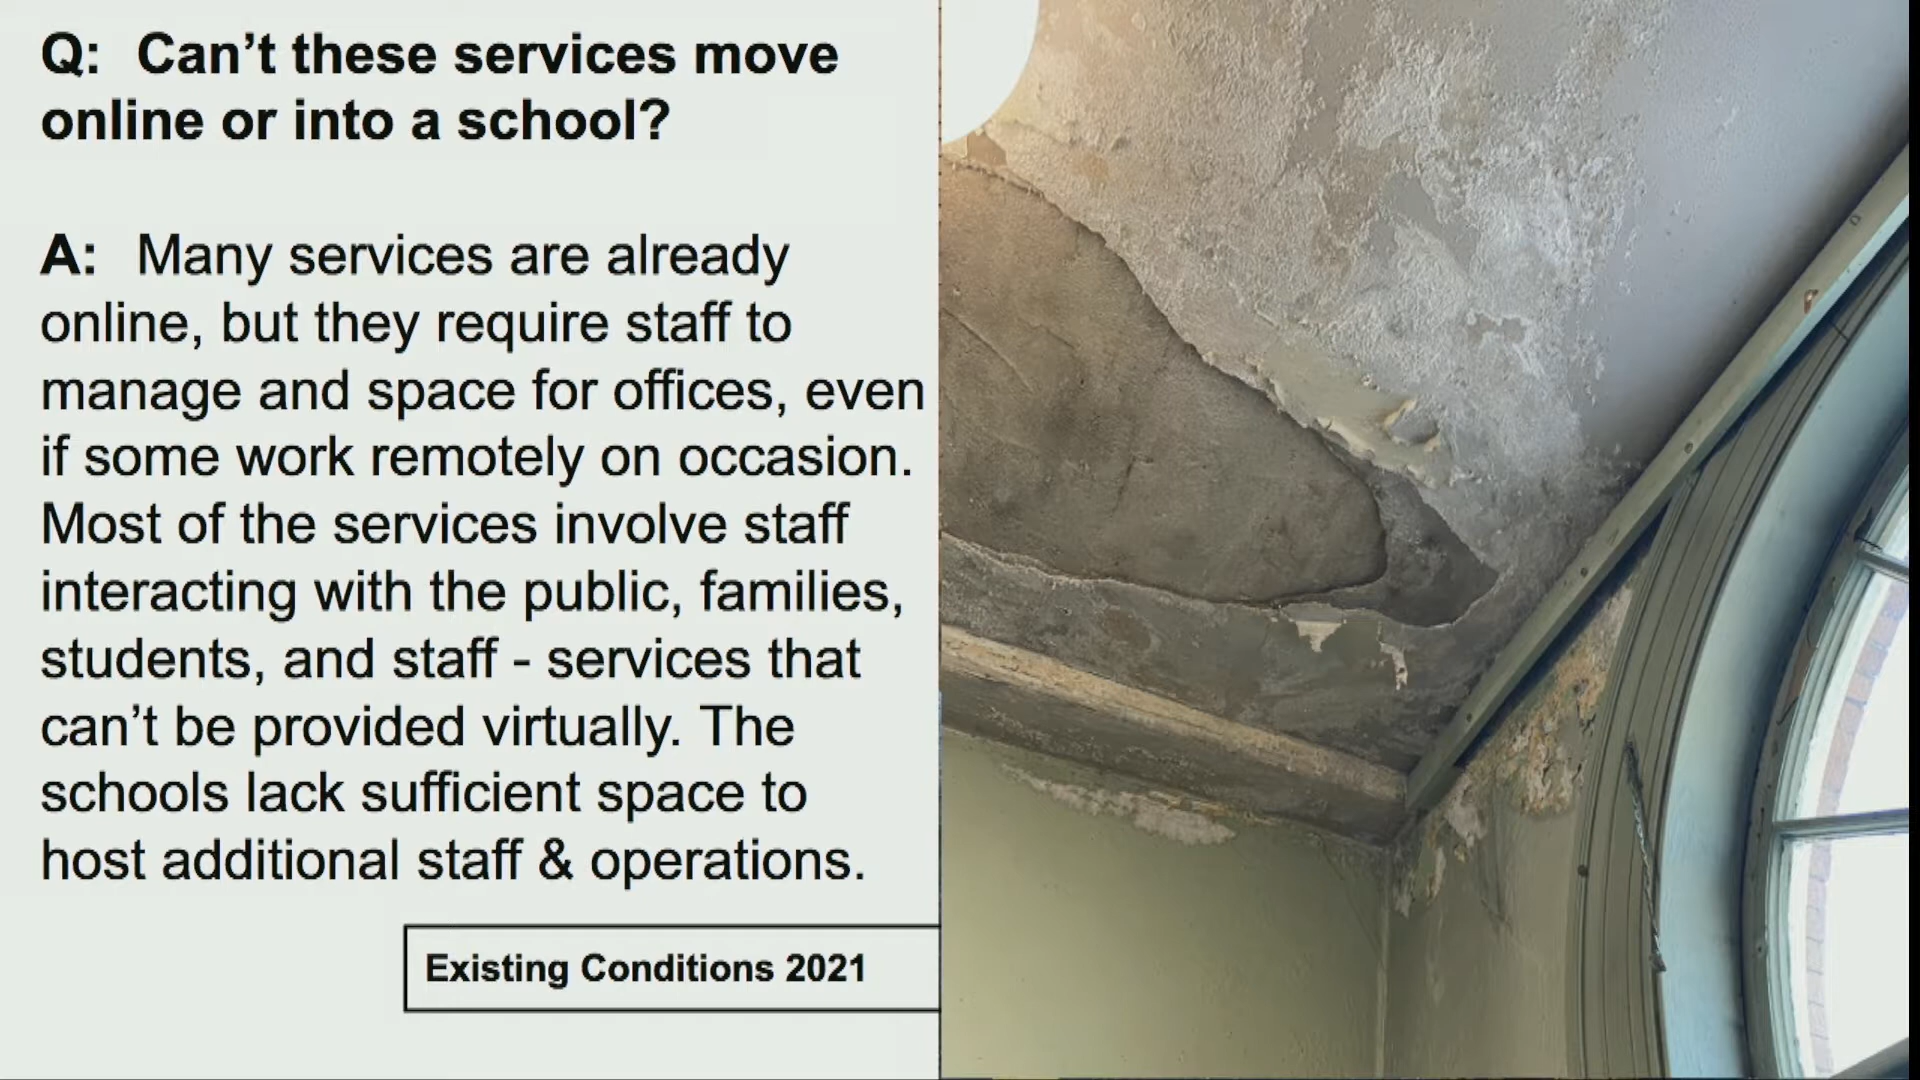 Q: Can’t these services move
online or into a school?
A: Many services are already
online, but they require staff to
manage and space for offices, even
if some work remotely on occasion.
Most of the services involve staff
interacting with the public, families,
students, and staff - services that
can’t be provided virtually. The
schools lack sufficient space to
host additional staff & operations.
Existing Conditions 2021